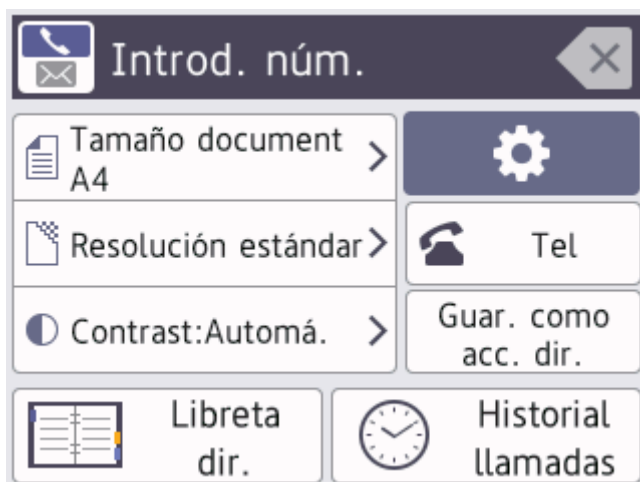 Introd. núm.
Tamaño document
A4
Resolución estándar
Contrast:Automá.
Tel
Guar. como
acc. dir.
Libreta
dir.
Historial
llamadas